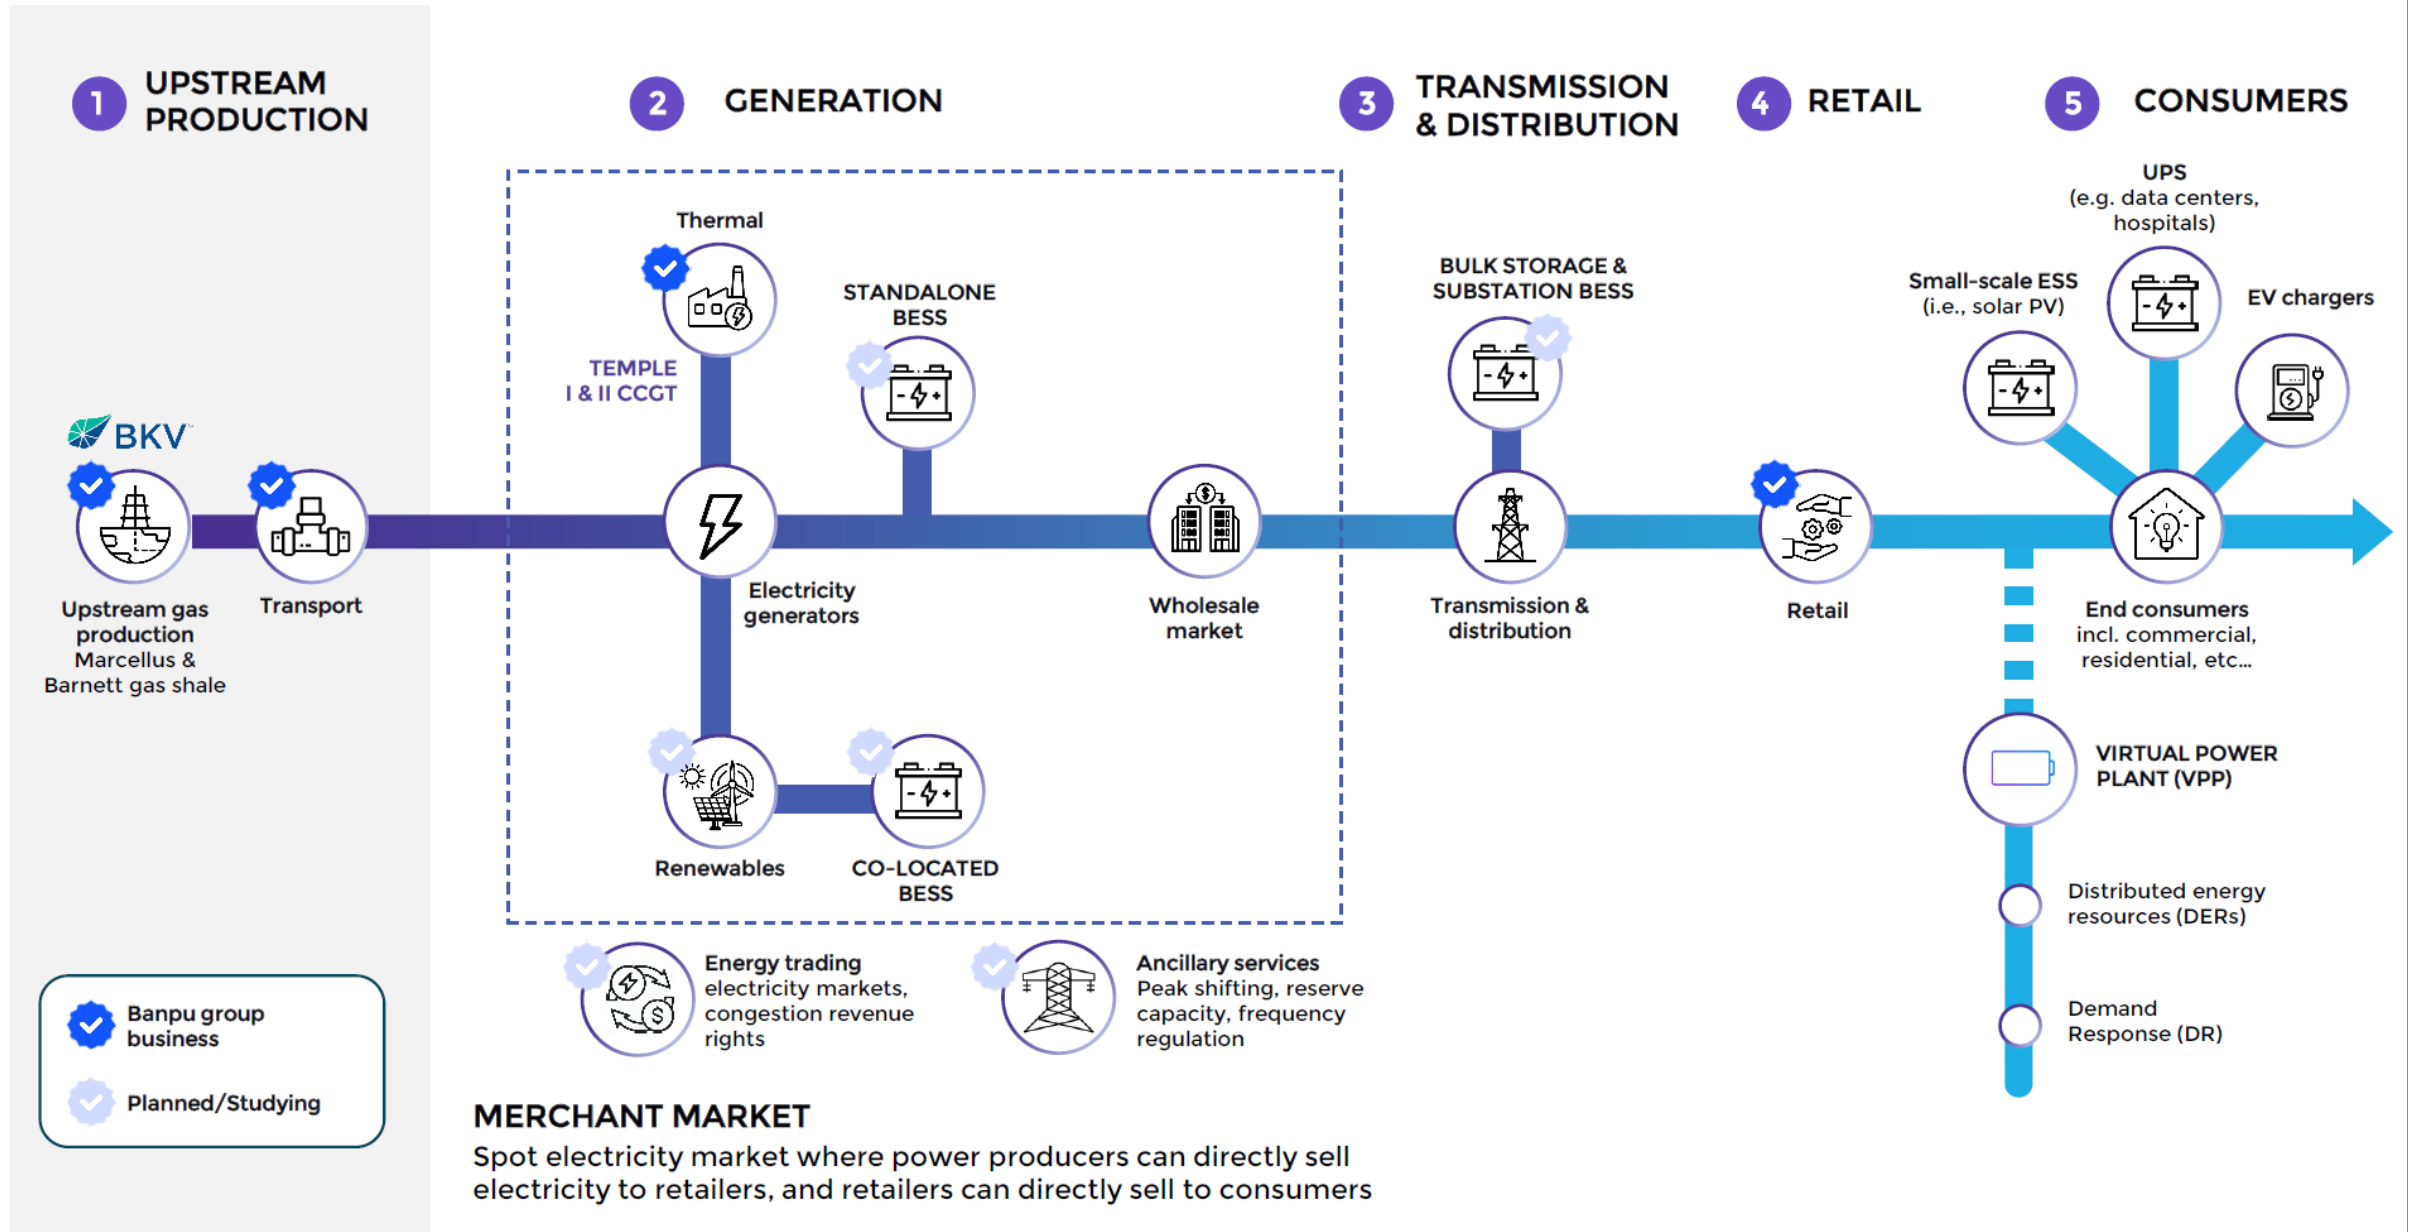 1
UPSTREAM
PRODUCTION
2
GENERATION
3
TRANSMISSION
& DISTRIBUTION
4
RETAIL
5
CONSUMERS
BKV™
Upstream gas
production
Marcellus &
Barnett gas shale
Transport
Thermal
TEMPLE
I & II CCGT
STANDALONE
BESS
Electricity
generators
Wholesale
market
Renewables
CO-LOCATED
BESS
BULK STORAGE &
SUBSTATION BESS
Transmission &
distribution
Retail
UPS
(e.g. data centers,
hospitals)
Small-scale ESS
(i.e., solar PV)
EV chargers
End consumers
incl. commercial,
residential, etc...
VIRTUAL POWER
PLANT (VPP)
Distributed energy
resources (DERs)
Demand
Response (DR)
Energy trading
electricity markets,
congestion revenue
rights
Ancillary services
Peak shifting, reserve
capacity, frequency
regulation
Banpu group
business
Planned/Studying
MERCHANT MARKET
Spot electricity market where power producers can directly sell
electricity to retailers, and retailers can directly sell to consumers